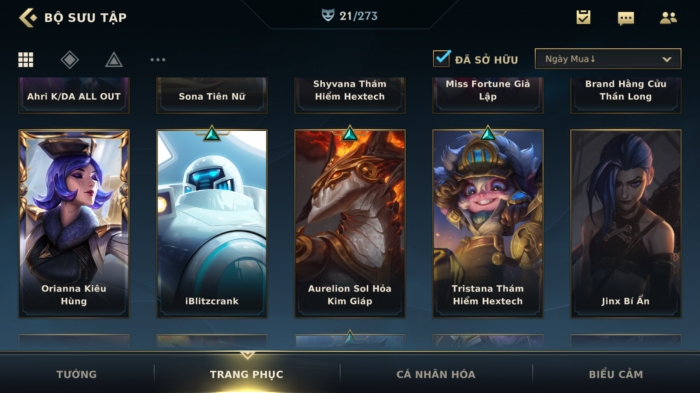 BỘ SƯU TẬP
21/273
ĐÃ SỞ HỮU
Ngày Mua↓
Ahri K/DA ALL OUT
Sona Tiên Nữ
Shyvana Thám
Hiểm Hextech
Miss Fortune Giả
Lập
Brand Hằng Cửu
Thần Long
Orianna Kiêu
Hùng
iBlitzcrank
Aurelion Sol Hỏa
Kim Giáp
Tristana Thám
Hiểm Hextech
Jinx Bí Ẩn
TƯỚNG
TRANG PHỤC
CÁ NHÂN HÓA
BIỂU CẢM